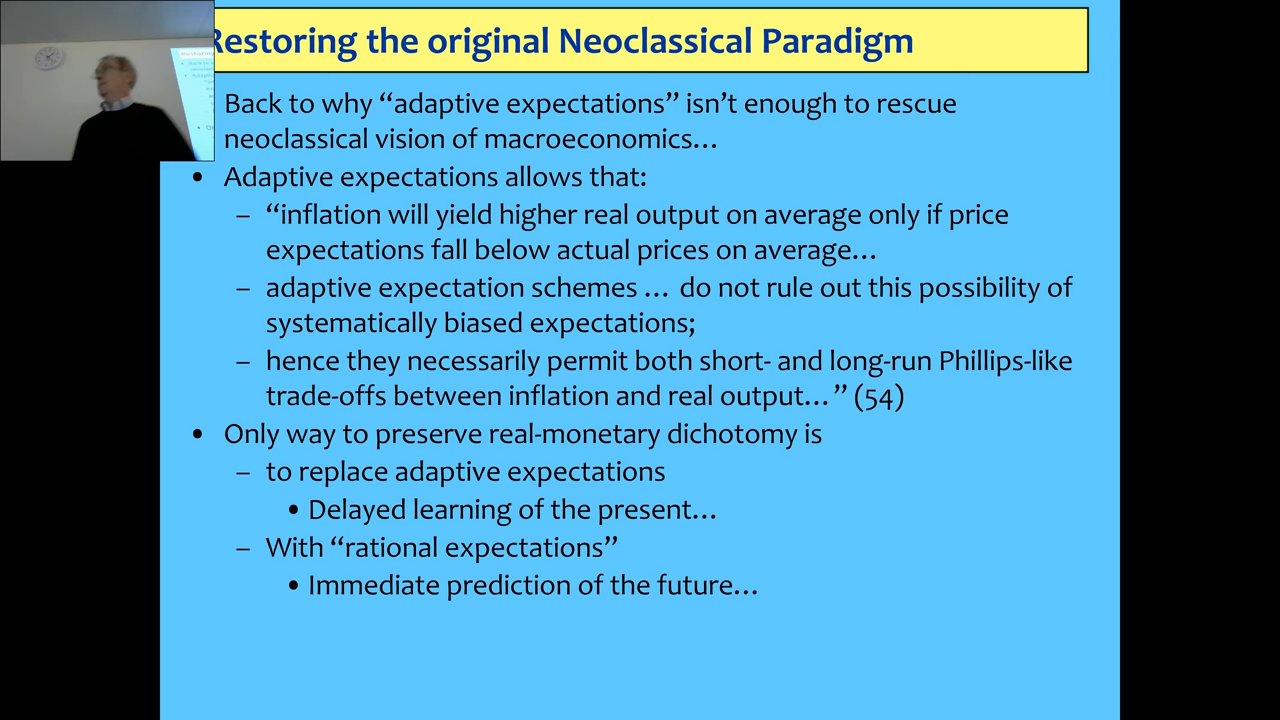 Restoring the original Neoclassical Paradigm
Back to why “adaptive expectations” isn’t enough to rescue
neoclassical vision of macroeconomics…
• Adaptive expectations allows that:
– “inflation will yield higher real output on average only if price
expectations fall below actual prices on average…
– adaptive expectation schemes … do not rule out this possibility of
systematically biased expectations;
– hence they necessarily permit both short- and long-run Phillips-like
trade-offs between inflation and real output…” (54)
• Only way to preserve real-monetary dichotomy is
– to replace adaptive expectations
• Delayed learning of the present…
– With “rational expectations”
• Immediate prediction of the future…